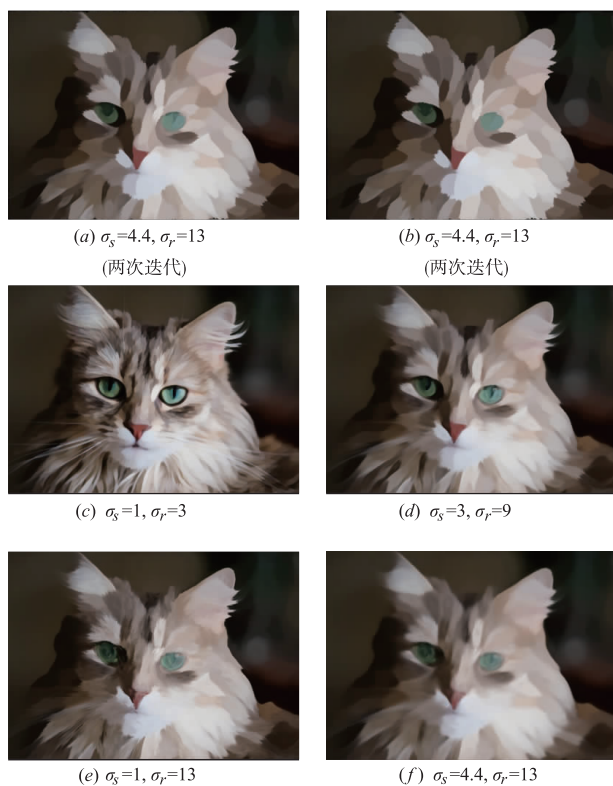 (a) σₛ=4.4, σᵣ=13
(两次迭代)
(b) σₛ=4.4, σᵣ=13
(两次迭代)
(c) σₛ=1, σᵣ=3
(d) σₛ=3, σᵣ=9
(e) σₛ=1, σᵣ=13
(f) σₛ=4.4, σᵣ=13